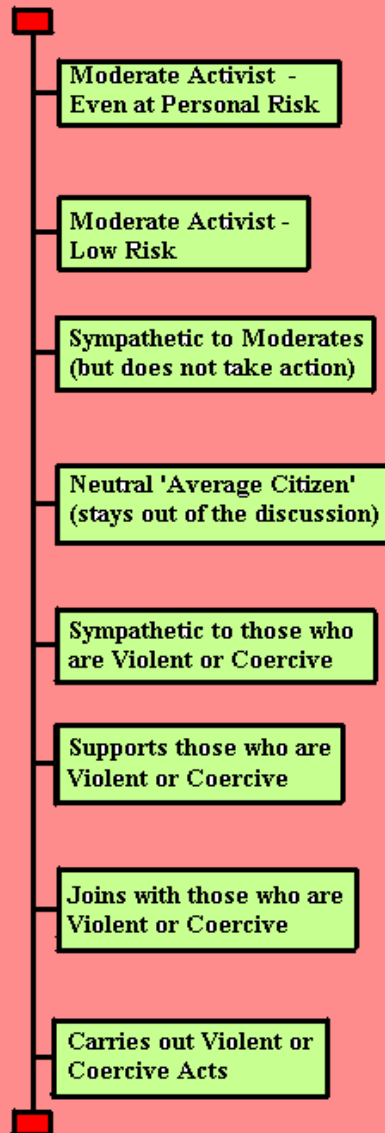 Moderate Activist -
Even at Personal Risk
Moderate Activist -
Low Risk
Sympathetic to Moderates
(but does not take action)
Neutral 'Average Citizen'
(stays out of the discussion)
Sympathetic to those who
are Violent or Coercive
Supports those who are
Violent or Coercive
Joins with those who are
Violent or Coercive
Carries out Violent or
Coercive Acts